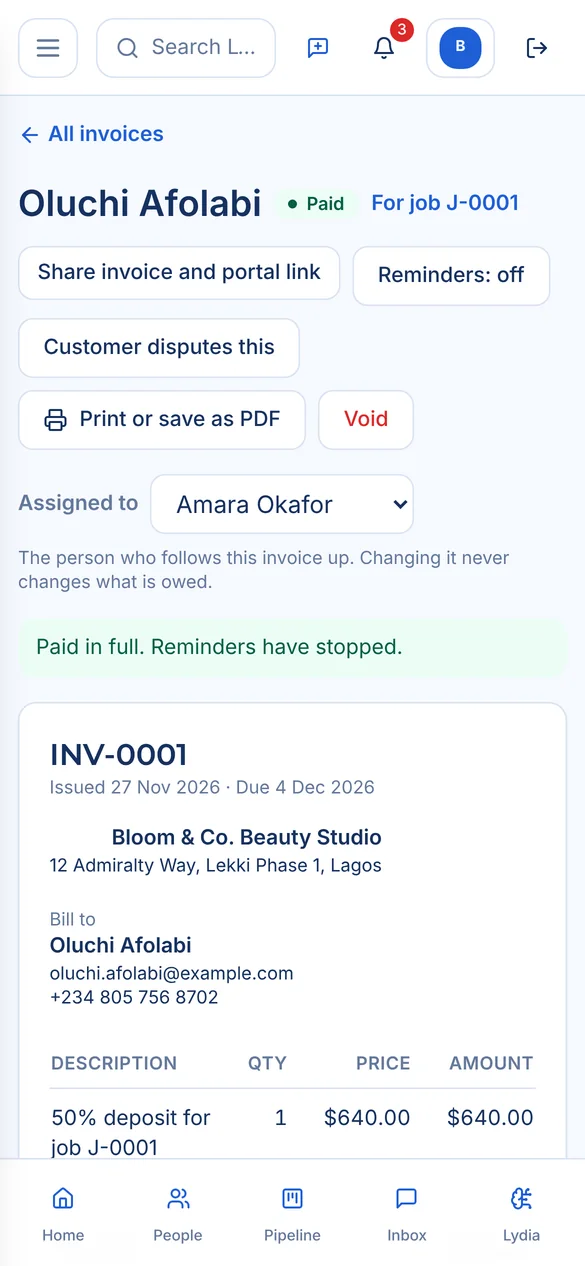 Search L...
3
B
All invoices
Oluchi Afolabi
Paid
For job J-0001
Share invoice and portal link
Reminders: off
Customer disputes this
Print or save as PDF
Void
Assigned to
Amara Okafor
The person who follows this invoice up. Changing it never
changes what is owed.
Paid in full. Reminders have stopped.
INV-0001
Issued 27 Nov 2026 · Due 4 Dec 2026
Bloom & Co. Beauty Studio
12 Admiralty Way, Lekki Phase 1, Lagos
Bill to
Oluchi Afolabi
oluchi.afolabi@example.com
+234 805 756 8702
DESCRIPTION QTY PRICE AMOUNT
50% deposit for 1 $640.00 $640.00
job J-0001
Home People Pipeline Inbox Lydia